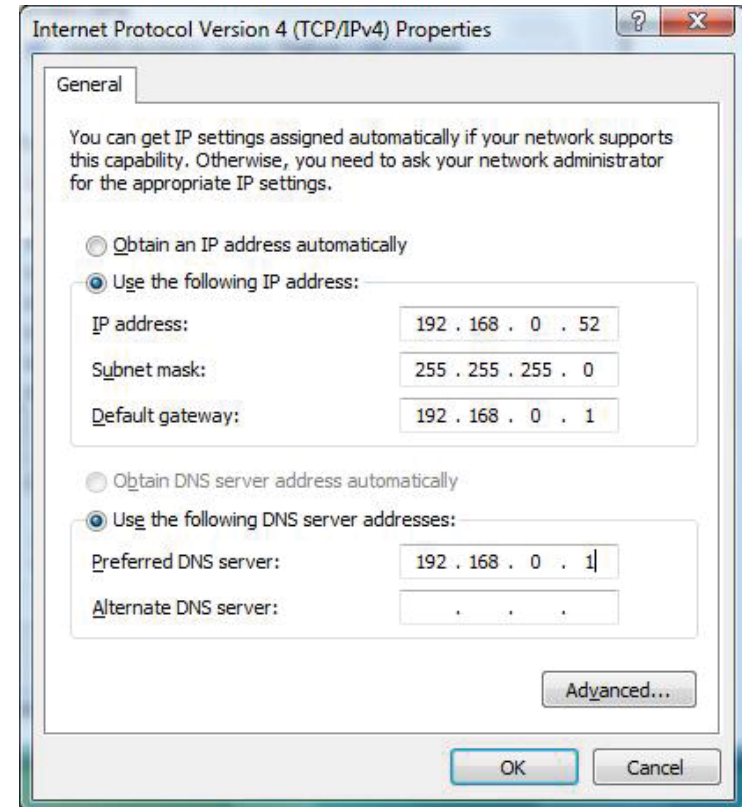 Internet Protocol Version 4 (TCP/IPv4) Properties
General
You can get IP settings assigned automatically if your network supports
this capability. Otherwise, you need to ask your network administrator
for the appropriate IP settings.
Obtain an IP address automatically
Use the following IP address:
IP address: 192 . 168 . 0 . 52
Subnet mask: 255 . 255 . 255 . 0
Default gateway: 192 . 168 . 0 . 1
Obtain DNS server address automatically
Use the following DNS server addresses:
Preferred DNS server: 192 . 168 . 0 . 1
Alternate DNS server: . . .
Advanced...
OK Cancel